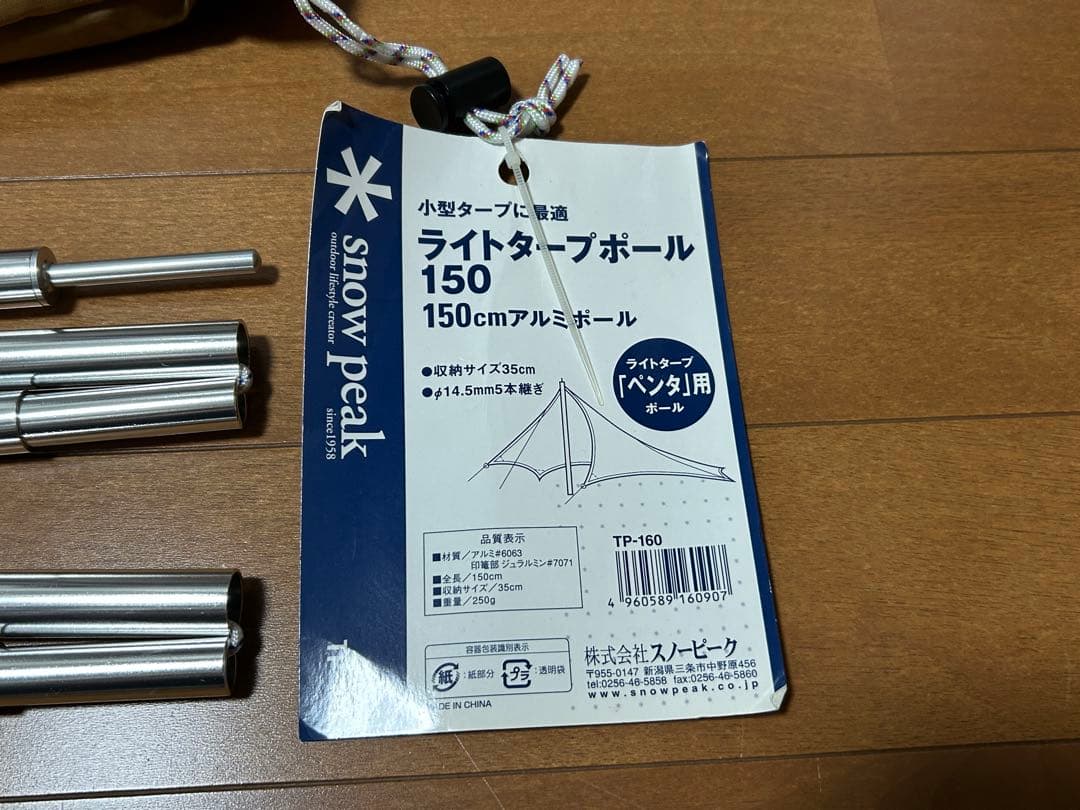 snow peak
outdoor lifestyle creator
since1958
小型タープに最適
ライトタープポール
150
150cmアルミポール
●収納サイズ35cm
●φ14.5mm5本継ぎ
ライトタープ
「ペンタ」用
ポール
品質表示
■材質／アルミ#6063
印篭部 ジュラルミン#7071
■全長／150cm
■収納サイズ／35cm
■重量／250g
TP-160
4 960589 160907
容器包装識別表示
紙 :紙部分
プラ :透明袋
株式会社スノーピーク
〒955-0147 新潟県三条市中野原456
tel:0256-46-5858 fax:0256-46-5860
www.snowpeak.co.jp
ADE IN CHINA